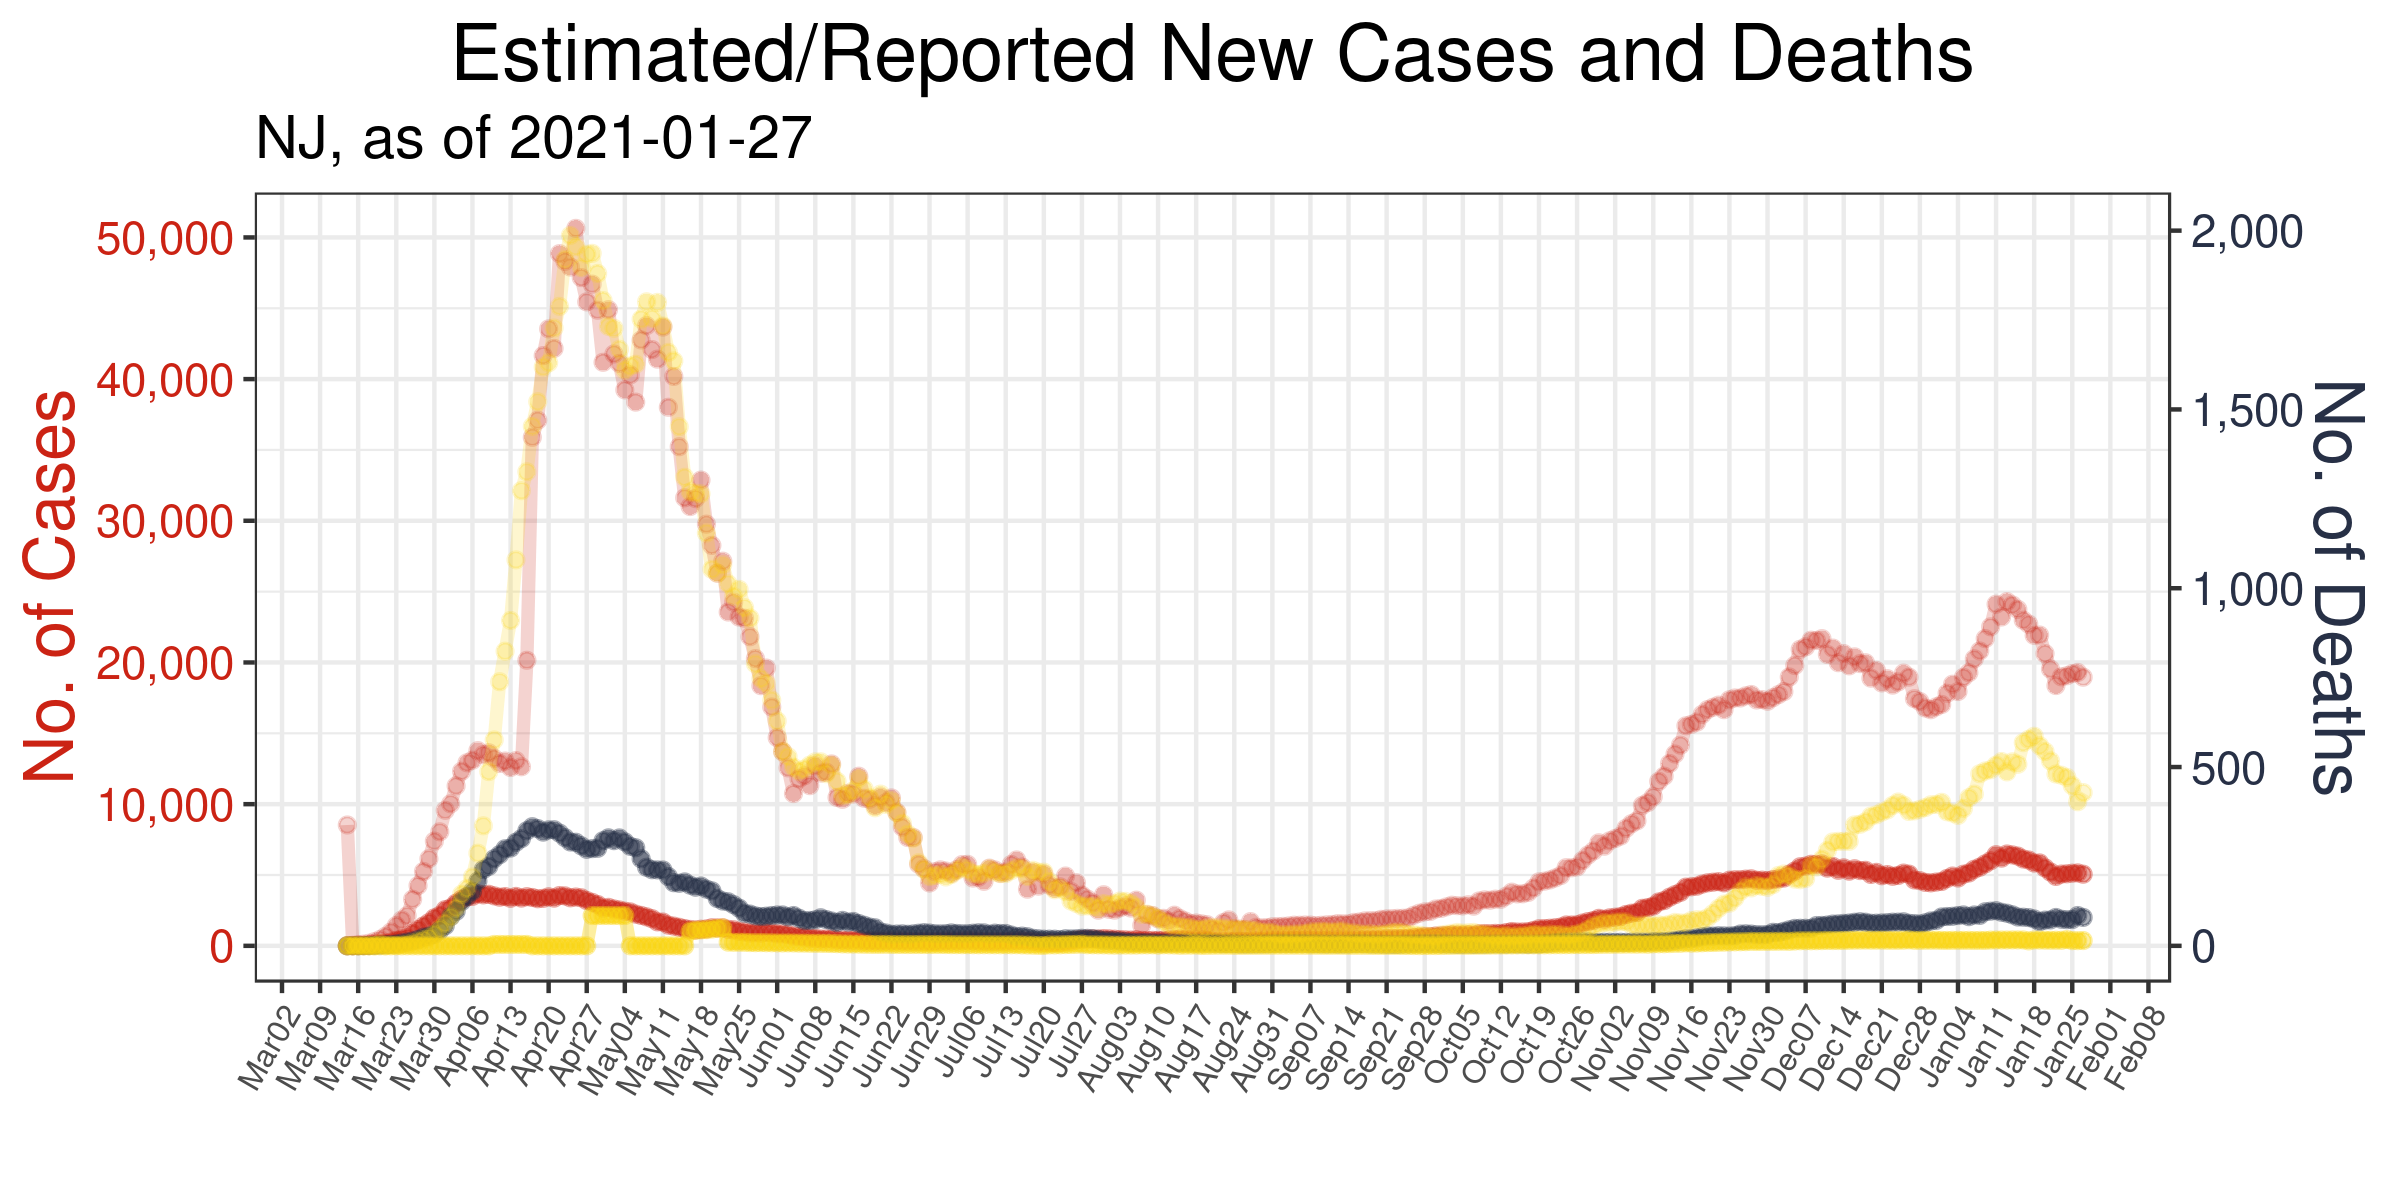 Estimated/Reported New Cases and Deaths
NJ, as of 2021-01-27
No. of Cases
50,000
40,000
30,000
20,000
10,000
0
2,000
1,500
1,000
500
0
No. of Deaths
Mar02
Mar09
Mar16
Mar23
Mar30
Apr06
Apr13
Apr20
Apr27
May04
May11
May18
May25
Jun01
Jun08
Jun15
Jun22
Jun29
Jul06
Jul13
Jul20
Jul27
Aug03
Aug10
Aug17
Aug24
Aug31
Sep07
Sep14
Sep21
Sep28
Oct05
Oct12
Oct19
Oct26
Nov02
Nov09
Nov16
Nov23
Nov30
Dec07
Dec14
Dec21
Dec28
Dec04
Jan11
Jan18
Jan25
Feb01
Feb08